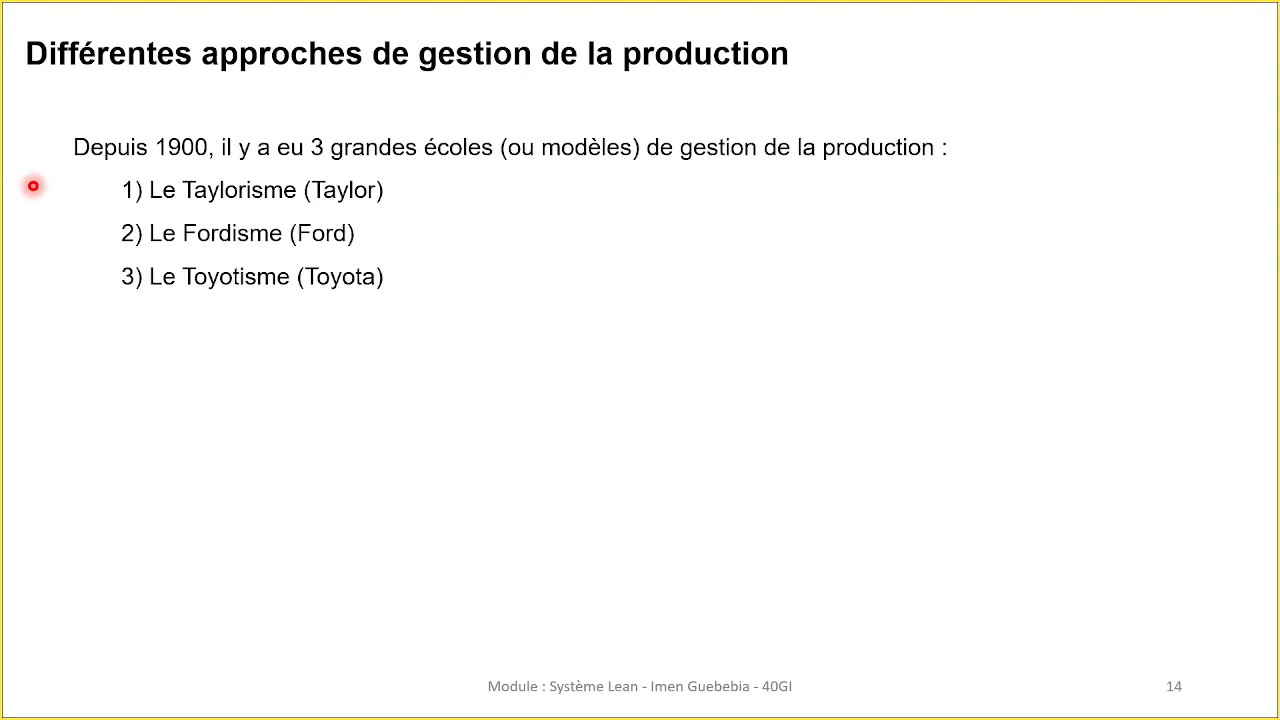 Différentes approches de gestion de la production
Depuis 1900, il y a eu 3 grandes écoles (ou modèles) de gestion de la production :
1) Le Taylorisme (Taylor)
2) Le Fordisme (Ford)
3) Le Toyotisme (Toyota)
Module : Système Lean - Imen Guebebia - 40GI
14